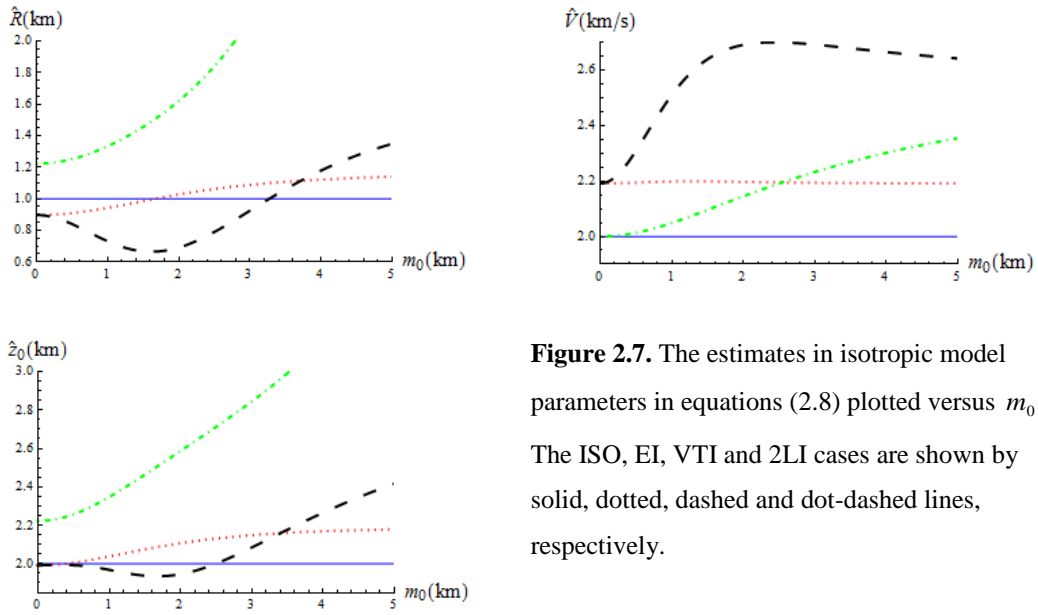 R̂(km)
2.0
1.8
1.6
1.4
1.2
1.0
0.8
0.6
0 1 2 3 4 5 m₀(km)
V̂(km/s)
2.6
2.4
2.2
2.0
0 1 2 3 4 5 m₀(km)
ẑ₀(km)
3.0
2.8
2.6
2.4
2.2
2.0
0 1 2 3 4 5 m₀(km)
Figure 2.7. The estimates in isotropic model
parameters in equations (2.8) plotted versus m₀
The ISO, EI, VTI and 2LI cases are shown by
solid, dotted, dashed and dot-dashed lines,
respectively.